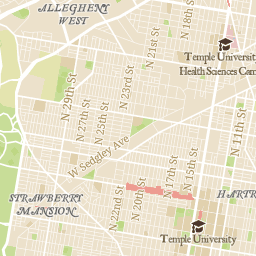 ALLEGHENY
WEST
N 18th St
N 21st St
Temple University
Health Sciences Cam
N 29th St
N 27th St
N 25th St
N 23rd St
N 11th St
W Sedgley Ave
N 22nd St
N 20th St
N 17th St
N 15th St
STRAWBERRY
MANSION
HARTR
Temple University